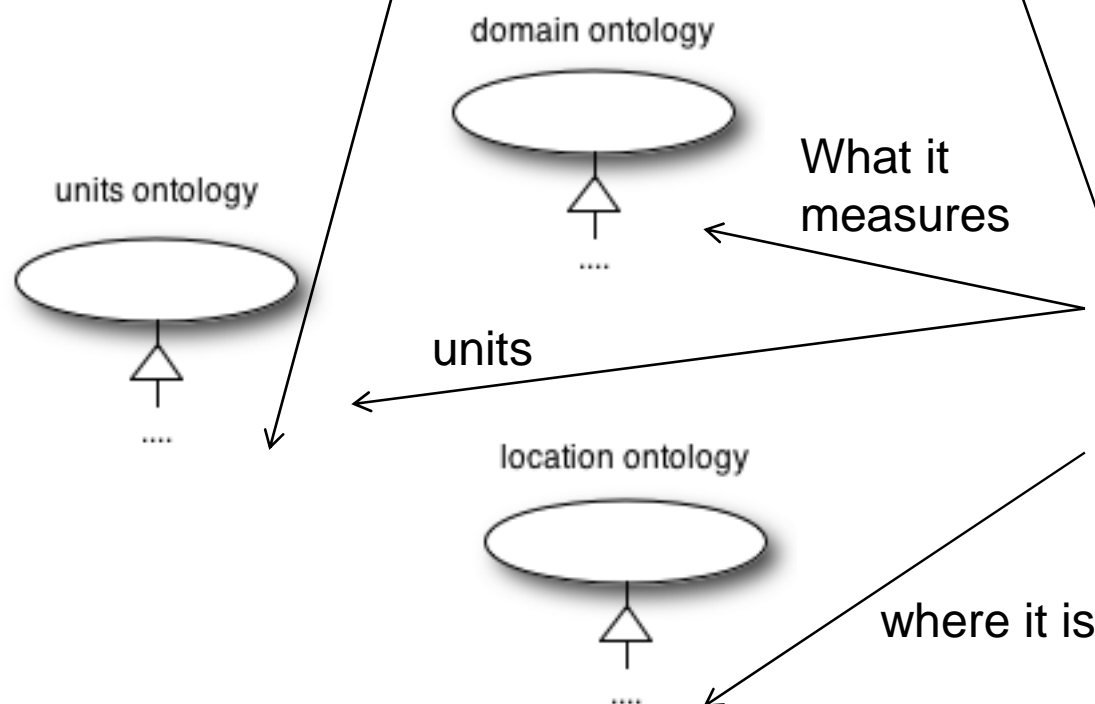 domain ontology
What it
measures
units ontology
....
units
....
location ontology
where it is
....